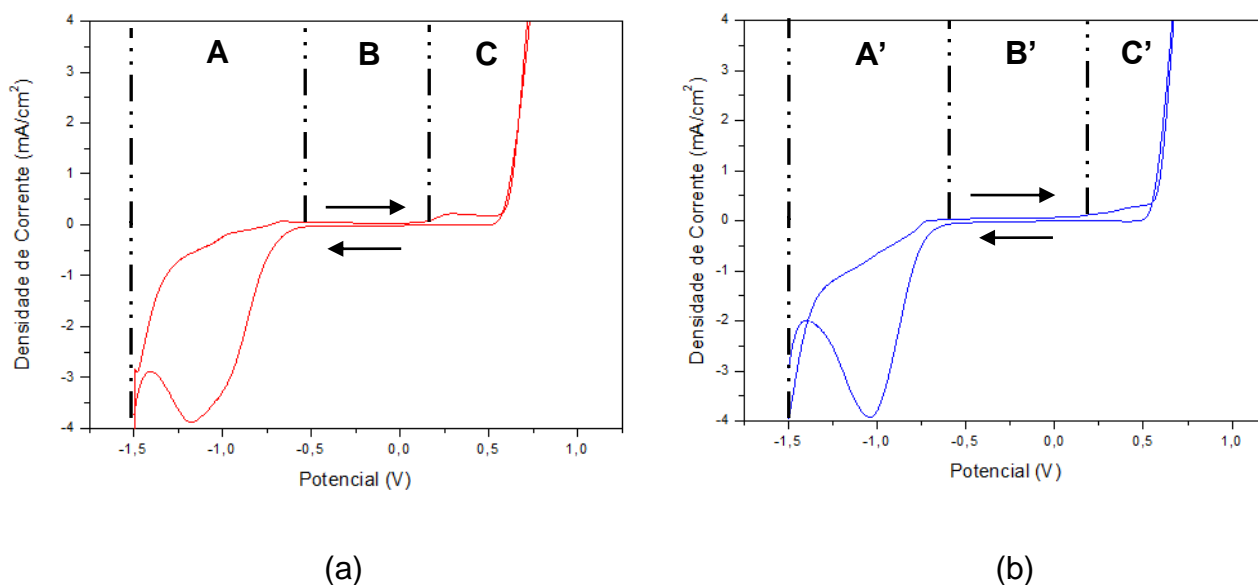 A B C
Densidade de Corrente (mA/cm²)
4
3
2
1
0
-1
-2
-3
-4
-1,5 -1,0 -0,5 0,0 0,5 1,0
Potencial (V)
(a)
A’ B’ C’
Densidade de Corrente (mA/cm²)
4
3
2
1
0
-1
-2
-3
-4
-1,5 -1,0 -0,5 0,0 0,5 1,0
Potencial (V)
(b)